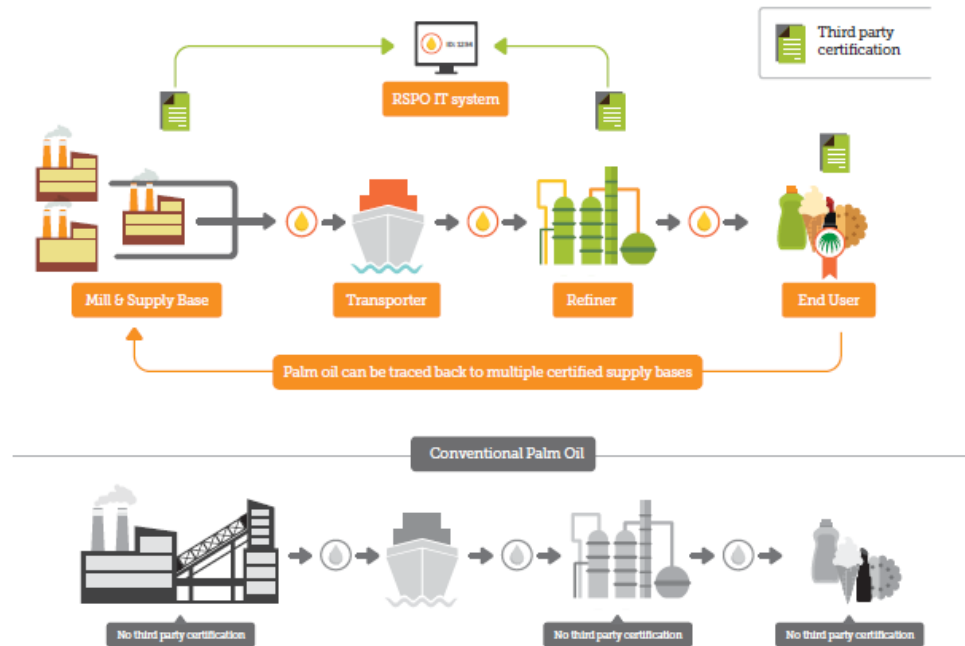 Third party
certification
ID: 1234
RSPO IT system
Mill & Supply Base
Transporter
Refiner
End User
Palm oil can be traced back to multiple certified supply bases
Conventional Palm Oil
No third party certification
No third party certification
No third party certification